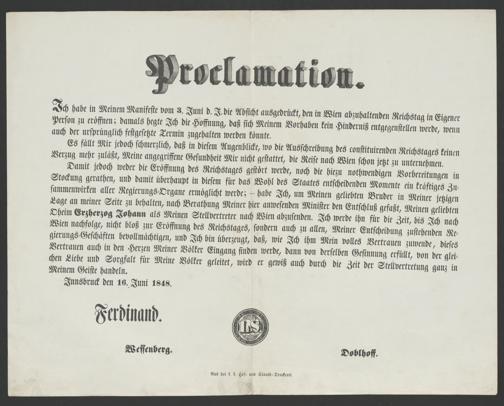 Proclamation.
Ich habe in Meinem Manifeste vom 3. Juni d. J. die Absicht ausgedrückt, den in Wien abzuhaltenden Reichstag in Eigener
Person zu eröffnen; damals hegte Ich die Hoffnung, daß sich Meinem Vorhaben kein Hinderniß entgegenstellen werde, wenn
auch der ursprünglich festgesetzte Termin zugehalten werden könnte.
Es fällt Mir jedoch schmerzlich, daß in diesem Augenblicke, wo die Ausschreibung des constituirenden Reichstages keinen
Verzug mehr zuläßt, Meine angegriffene Gesundheit Mir nicht gestattet, die Reise nach Wien schon jetzt zu unternehmen.
Damit jedoch weder die Eröffnung des Reichstages gestört werde, noch die hiezu nothwendigen Vorbereitungen in
Stockung gerathen, und damit überhaupt in diesem für das Wohl des Staates entscheidenden Momente ein kräftiges Zu-
sammenwirken aller Regierungs-Organe ermöglicht werde: – habe Ich, um Meinen geliebten Bruder in Meiner jetzigen
Lage an meiner Seite zu behalten, nach Berathung Meiner hier anwesenden Minister den Entschluß gefaßt, Meinen geliebten
Oheim Erzherzog Johann als Meinen Stellvertreter nach Wien abzusenden. Ich werde ihn für die Zeit, bis Ich nach
Wien nachfolge, nicht bloß zur Eröffnung des Reichstages, sondern auch zu allen, Meiner Entscheidung zustehenden Re-
gierungs-Geschäften bevollmächtigen, und Ich bin überzeugt, daß, wie Ich ihm Mein volles Vertrauen zuwende, dieses
Vertrauen auch in den Herzen Meiner Völker Eingang finden werde, dann von derselben Gesinnung erfüllt, von der glei-
chen Liebe und Sorgfalt für Meine Völker geleitet, wird er gewiß auch durch die Zeit der Stellvertretung ganz in
Meinem Geiste handeln.
Innsbruck den 16. Juni 1848.
Ferdinand.
Wessenberg. Doblhoff.
Aus der k. k. Hof- und Staats-Druckerei.